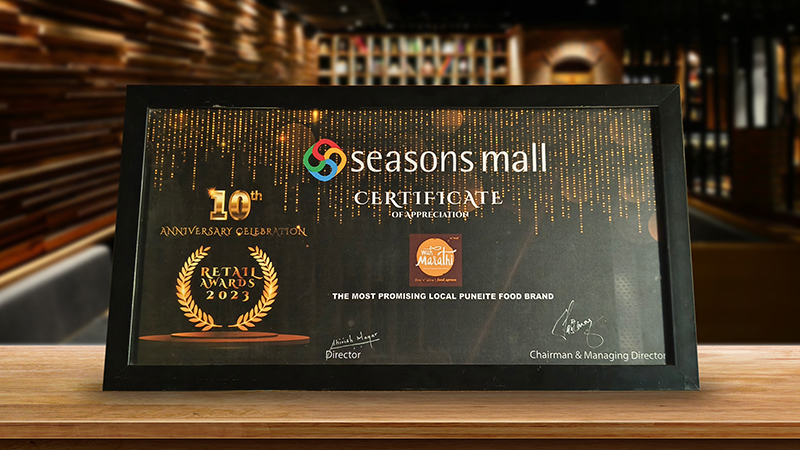 seasons mall
CERTIFICATE
OF APPRECIATION
10th
ANNIVERSARY CELEBRATION
RETAIL
AWARDS
2023
Wah
Marathi
THE MOST PROMISING LOCAL PUNEITE FOOD BRAND
Director
Chairman & Managing Director